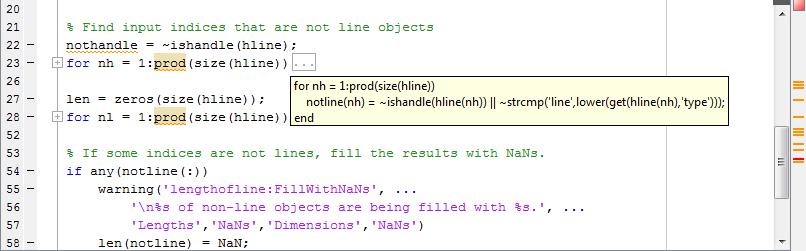 20
21 % Find input indices that are not line objects
22 – nothandle = ~ishandle(hline);
23 – for nh = 1:prod(size(hline)) ...
26
for nh = 1:prod(size(hline))
notline(nh) = ~ishandle(hline(nh)) || ~strcmp('line',lower(get(hline(nh),'type')));
end
27 – len = zeros(size(hline));
28 – for nl = 1:prod(size(hline))
52
53 % If some indices are not lines, fill the results with NaNs.
54 – if any(notline(:))
55 – warning('lengthofline:FillWithNaNs', ...
56 '\n%s of non-line objects are being filled with %s.', ...
57 'Lengths','NaNs','Dimensions','NaNs')
58 – len(notline) = NaN;